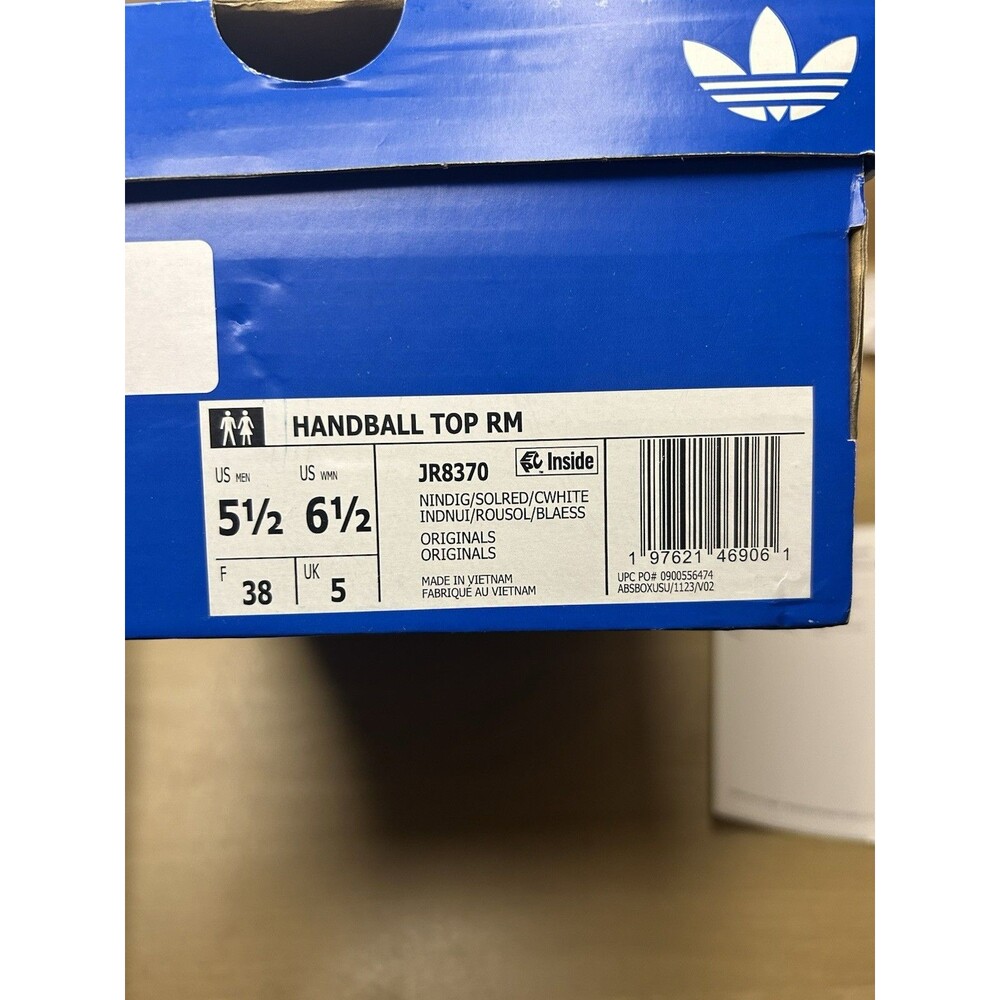 HANDBALL TOP RM
US MEN US WMN
5½ 6½
F 38 UK 5
JR8370 Inside
NINDIG/SOLRED/CWHITE
INDNUI/ROUSOL/BLAESS
ORIGINALS
ORIGINALS
MADE IN VIETNAM
FABRIQUÉ AU VIETNAM
1 97621 46906 1
UPC PO# 0900556474
ABSBOXUSU/1123/V02